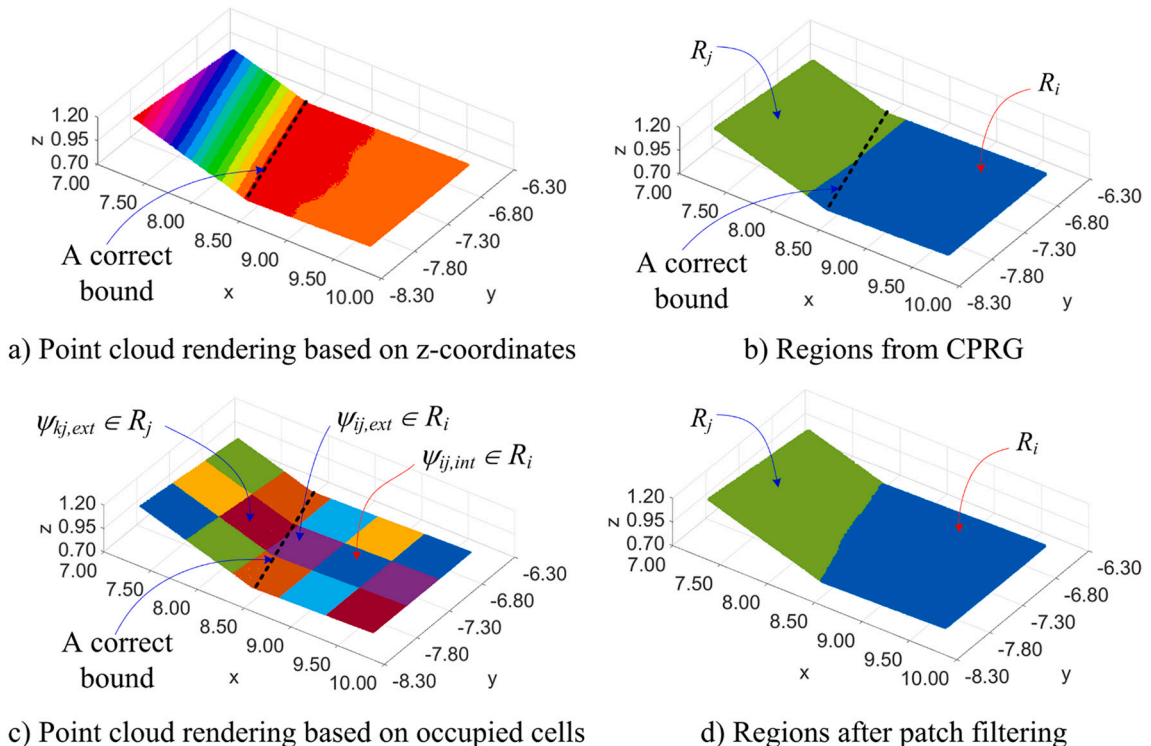 1.20
z 0.95
0.70
7.00
7.50
8.00
8.50
9.00
9.50
10.00
x
-6.30
-6.80
-7.30
-7.80
-8.30
y
A correct
bound
a) Point cloud rendering based on z-coordinates
R_j
R_i
1.20
z 0.95
0.70
7.00
7.50
8.00
8.50
9.00
9.50
10.00
x
-6.30
-6.80
-7.30
-7.80
-8.30
y
A correct
bound
b) Regions from CPRG
ψ_kj,ext ∈ R_j
ψ_ij,ext ∈ R_i
ψ_ij,int ∈ R_i
1.20
z 0.95
0.70
7.00
7.50
8.00
8.50
9.00
9.50
10.00
x
-6.30
-6.80
-7.30
-7.80
-8.30
y
A correct
bound
c) Point cloud rendering based on occupied cells
R_j
R_i
1.20
z 0.95
0.70
7.00
7.50
8.00
8.50
9.00
9.50
10.00
x
-6.30
-6.80
-7.30
-7.80
-8.30
y
d) Regions after patch filtering